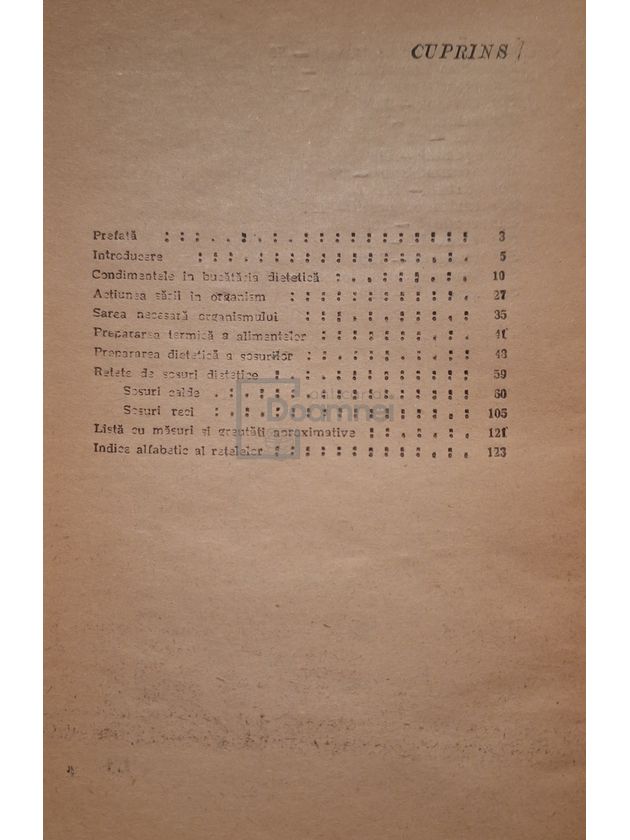 CUPRINS
Prefață 3
Introducere 5
Condimentele în bucătăria dietetică 10
Acțiunea sării în organism 27
Sarea necesară organismului 35
Prepararea termică a alimentelor 41
Prepararea dietetică a sosurilor 43
Rețete de sosuri dietetice 59
Sosuri calde 60
Sosuri reci 105
Listă cu măsuri și greutăți aproximative 121
Indice alfabetic al rețetelor 123
anticariat
Doamnei